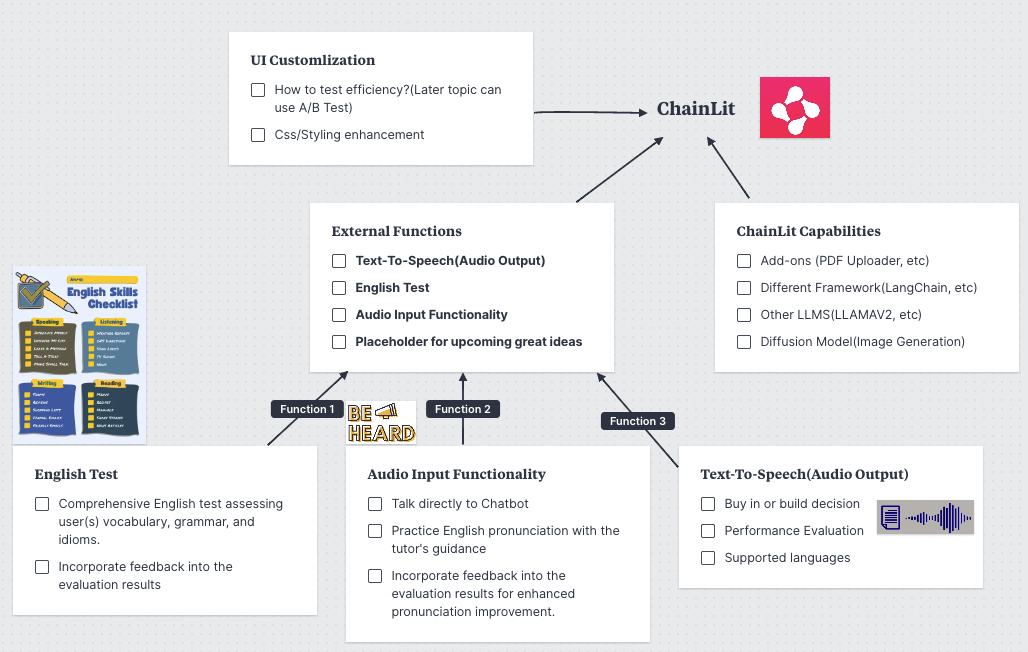 UI Customlization
How to test efficiency?(Later topic can
use A/B Test)
Css/Styling enhancement
ChainLit
External Functions
Text-To-Speech(Audio Output)
English Test
Audio Input Functionality
Placeholder for upcoming great ideas
ChainLit Capabilities
Add-ons (PDF Uploader, etc)
Different Framework(LangChain, etc)
Other LLMS(LLAMAV2, etc)
Diffusion Model(Image Generation)
English Skills
Checklist
Speaking
Listening
Writing
Reading
Function 1
BE
HEARD
Function 2
Function 3
English Test
Comprehensive English test assessing
user(s) vocabulary, grammar, and
idioms.
Incorporate feedback into the
evaluation results
Audio Input Functionality
Talk directly to Chatbot
Practice English pronunciation with the
tutor's guidance
Incorporate feedback into the
evaluation results for enhanced
pronunciation improvement.
Text-To-Speech(Audio Output)
Buy in or build decision
Performance Evaluation
Supported languages